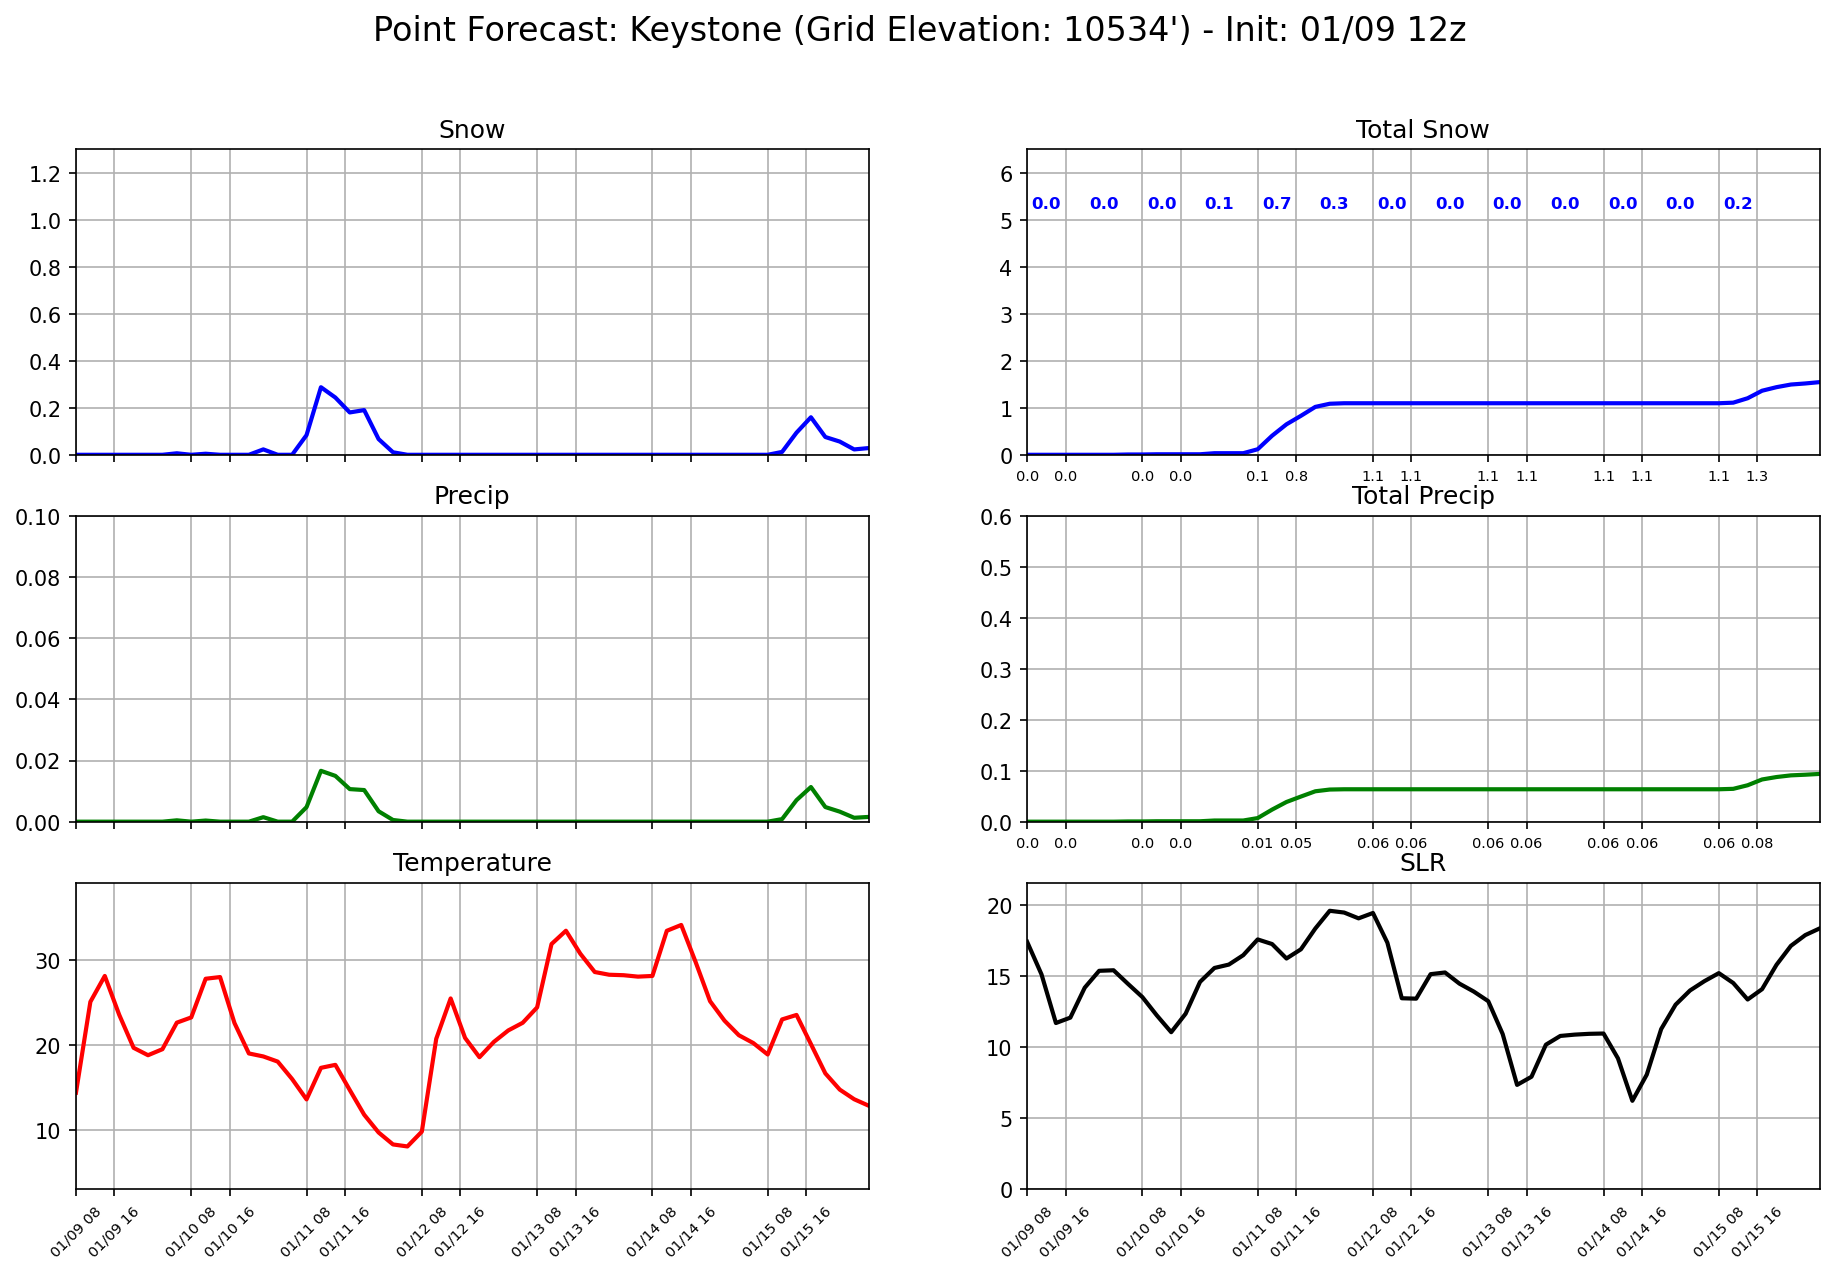 Point Forecast: Keystone (Grid Elevation: 10534') - Init: 01/09 12z
Snow
1.2
1.0
0.8
0.6
0.4
0.2
0.0
Total Snow
6
5
4
3
2
1
0
0.0 0.0 0.0 0.1 0.7 0.3 0.0 0.0 0.0 0.0 0.0 0.0 0.2
0.0 0.0 0.0 0.0 0.1 0.8 1.1 1.1 1.1 1.1 1.1 1.1 1.1 1.3
Precip
0.10
0.08
0.06
0.04
0.02
0.00
Total Precip
0.6
0.5
0.4
0.3
0.2
0.1
0.0
0.0 0.0 0.0 0.0 0.01 0.05 0.06 0.06 0.06 0.06 0.06 0.06 0.06 0.08
Temperature
30
20
10
01/09 08 01/09 16 01/10 08 01/10 16 01/11 08 01/11 16 01/12 08 01/12 16 01/13 08 01/13 16 01/14 08 01/14 16 01/15 08 01/15 16
SLR
20
15
10
5
0
01/09 08 01/09 16 01/10 08 01/10 16 01/11 08 01/11 16 01/12 08 01/12 16 01/13 08 01/13 16 01/14 08 01/14 16 01/15 08 01/15 16